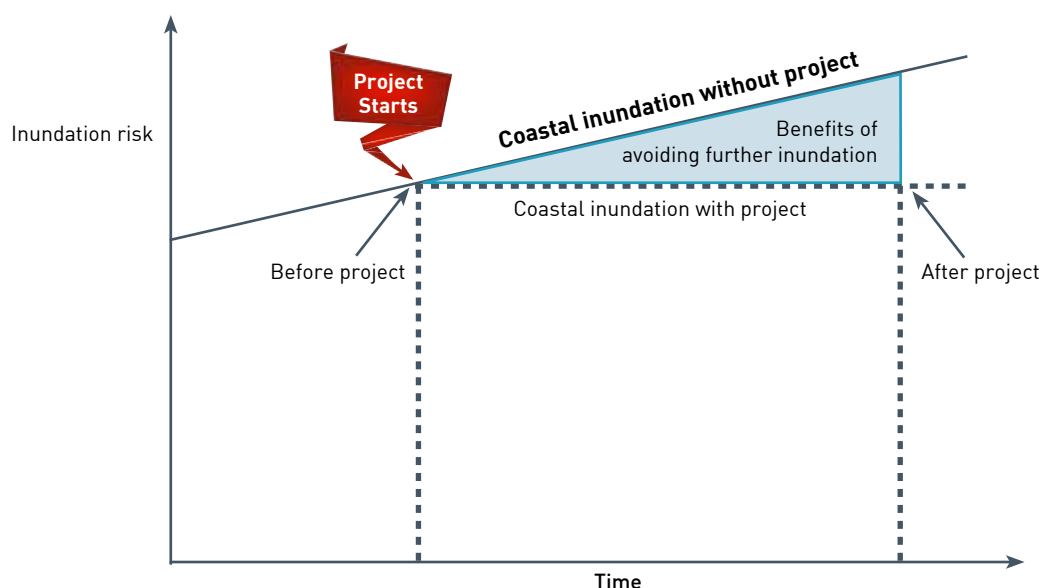 Project
Starts
Coastal inundation without project
Inundation risk
Benefits of
avoiding further inundation
Coastal inundation with project
Before project
After project
Time